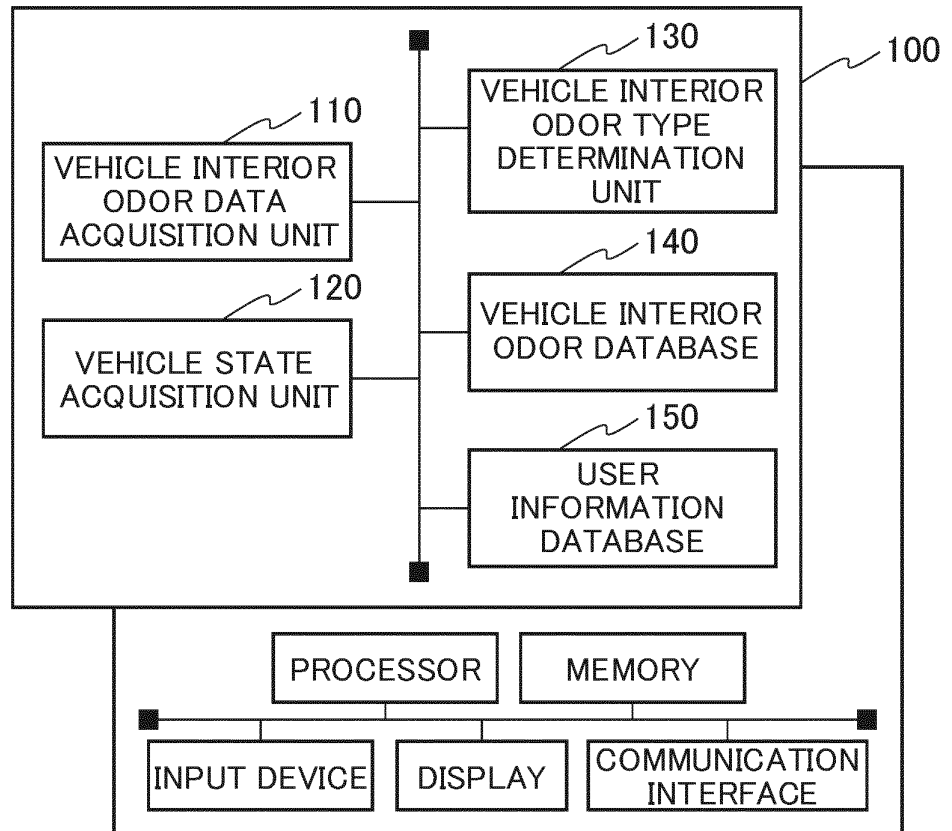 130
100
VEHICLE INTERIOR
ODOR TYPE
DETERMINATION
UNIT
110
VEHICLE INTERIOR
ODOR DATA
ACQUISITION UNIT
140
VEHICLE INTERIOR
ODOR DATABASE
120
VEHICLE STATE
ACQUISITION UNIT
150
USER
INFORMATION
DATABASE
PROCESSOR
MEMORY
INPUT DEVICE
DISPLAY
COMMUNICATION
INTERFACE